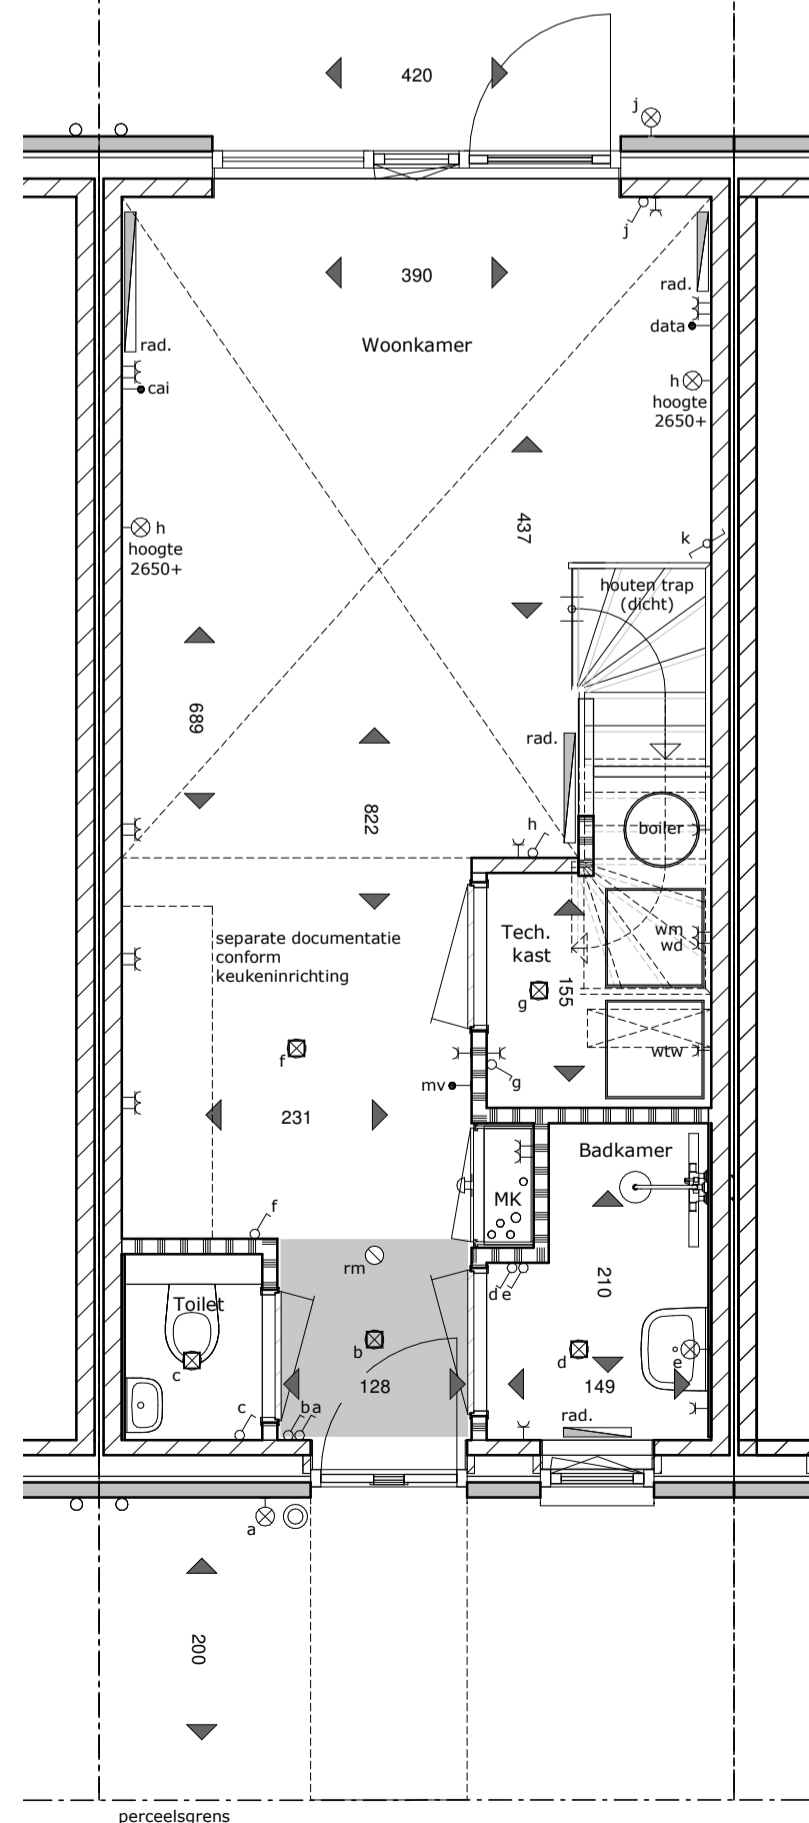 420
j
j
390
rad.
Woonkamer
data
rad.
cai
h
hoogte
2650+
437
h
hoogte
2650+
k
houten trap
(dicht)
689
rad.
822
h
boiler
separate documentatie
conform
keukeninrichting
Tech.
kast
wm
wd
155
g
f
wtw
g
mv
231
Badkamer
MK
f
rm
210
d e
Toilet
b
d
e
c
128
149
c
b a
rad.
a
200
perceelsgrens